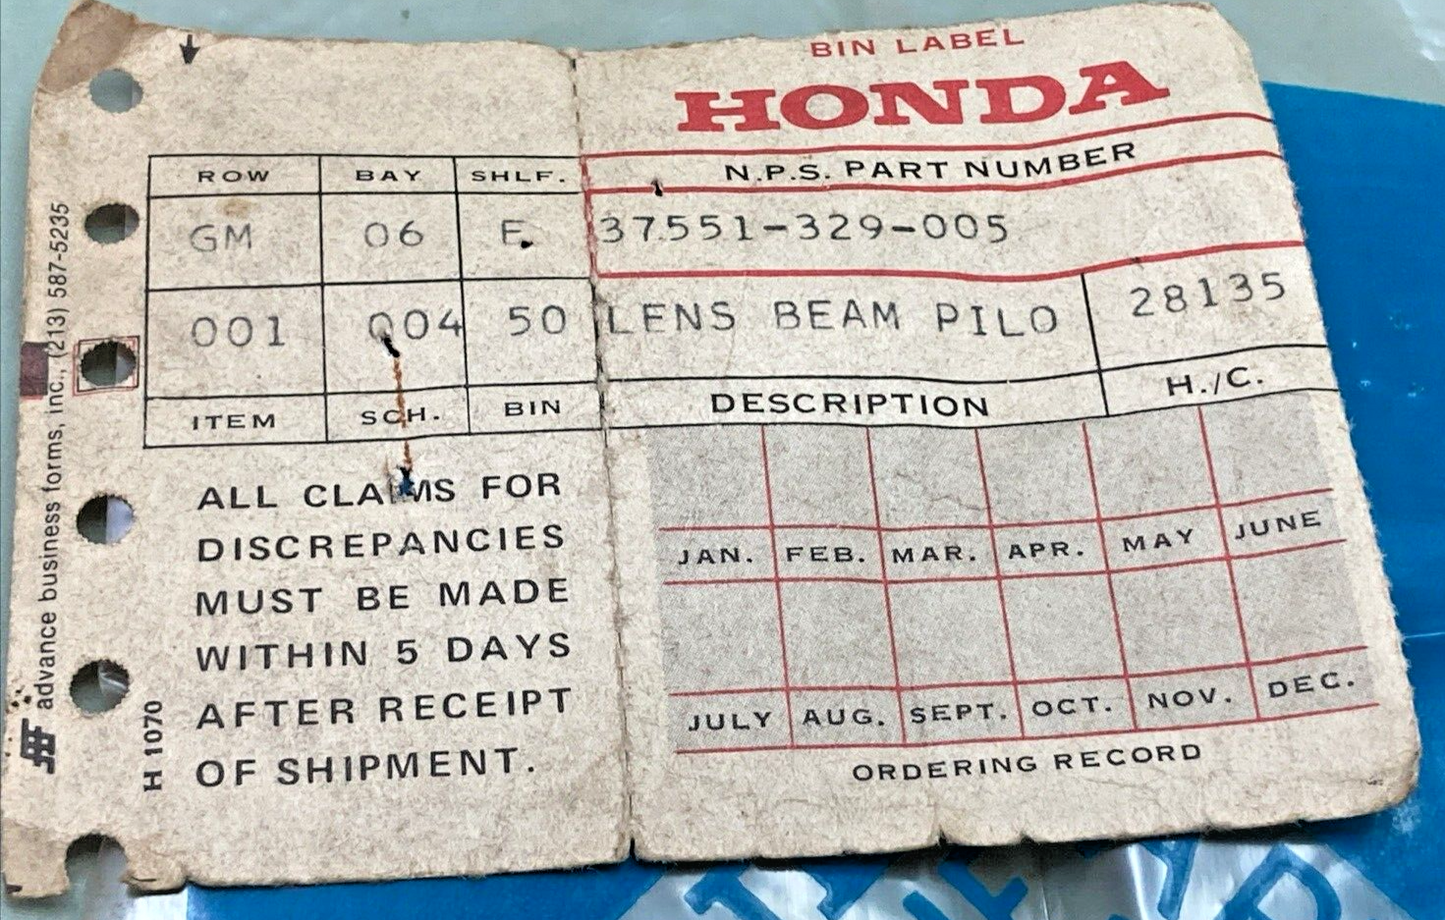 BIN LABEL
HONDA
N.P.S. PART NUMBER
37551-329-005
LENS BEAM PILO 28135
DESCRIPTION H./C.
JAN. FEB. MAR. APR. MAY JUNE
JULY AUG. SEPT. OCT. NOV. DEC.
ORDERING RECORD
ROW BAY SHLF.
GM 06 F
001 004 50
ITEM SCH. BIN
ALL CLAIMS FOR
DISCREPANCIES
MUST BE MADE
WITHIN 5 DAYS
AFTER RECEIPT
OF SHIPMENT.
H 1070
advance business forms, inc., (213) 587-5235